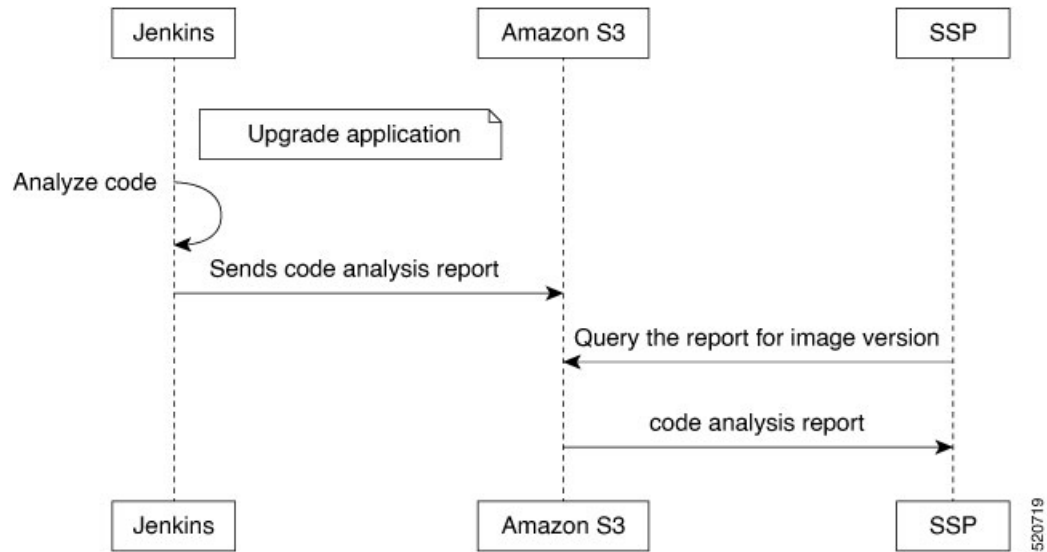 Jenkins
Amazon S3
SSP
Upgrade application
Analyze code
Sends code analysis report
Query the report for image version
code analysis report
Jenkins
Amazon S3
SSP
520719